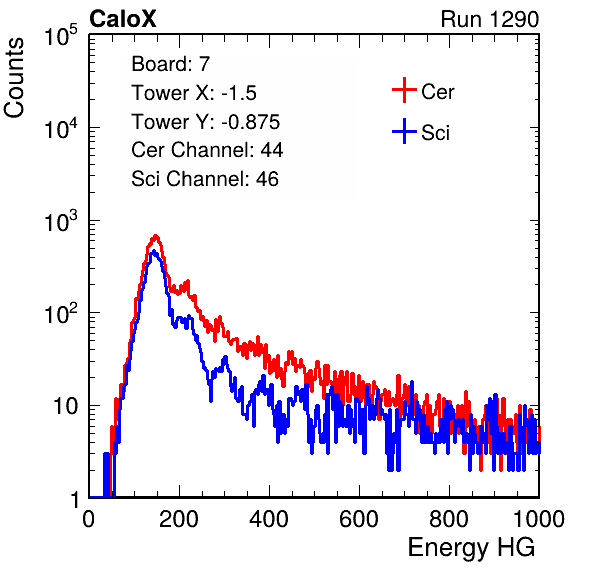 CaloX Run 1290
Counts
10^5
10^4
10^3
10^2
10
1
Board: 7
Tower X: -1.5
Tower Y: -0.875
Cer Channel: 44
Sci Channel: 46
Cer
Sci
0 200 400 600 800 1000
Energy HG